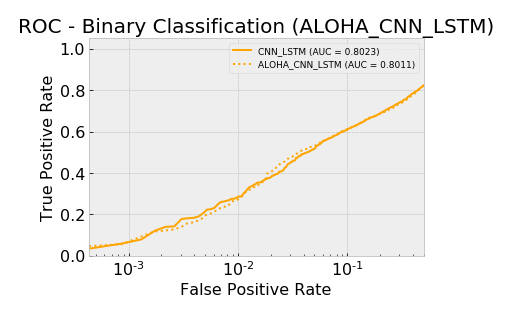 ROC - Binary Classification (ALOHA_CNN_LSTM)
CNN_LSTM (AUC = 0.8023)
ALOHA_CNN_LSTM (AUC = 0.8011)
True Positive Rate
1.0
0.8
0.6
0.4
0.2
0.0
10⁻³
10⁻²
10⁻¹
False Positive Rate